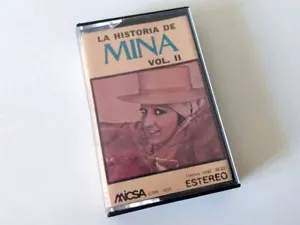 LA HISTORIA DE
MINA
VOL. II
MICSA
ESTEREO